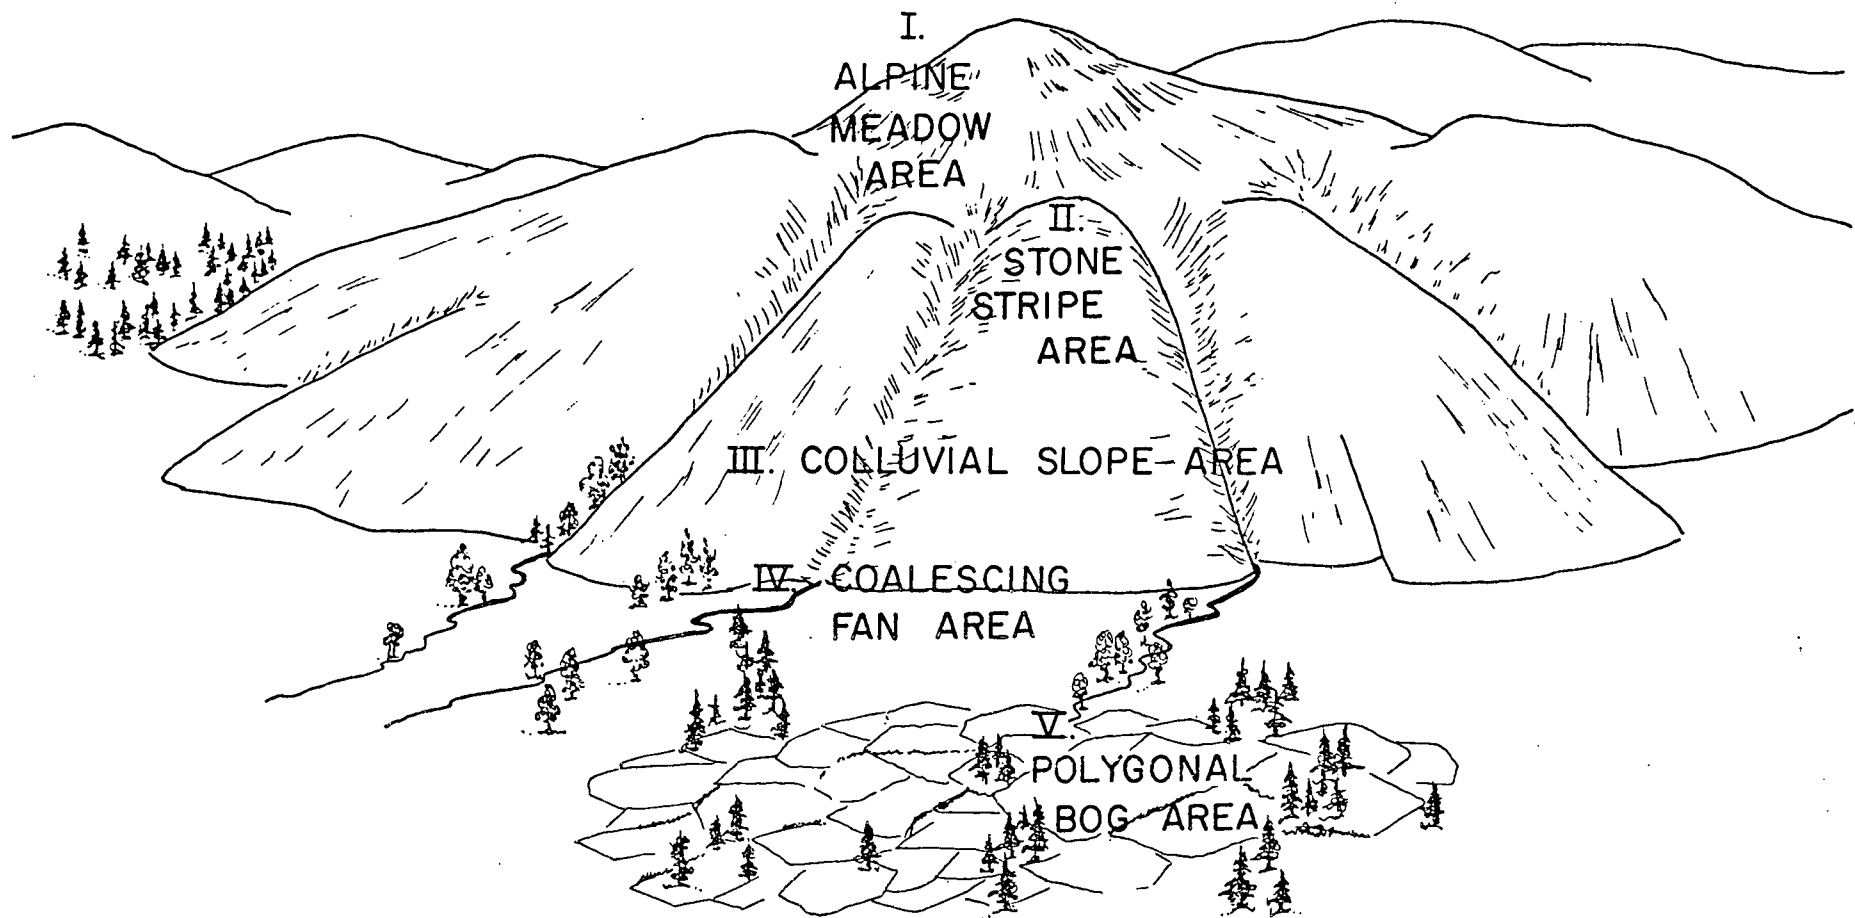 I.
ALPINE
MEADOW
AREA
II.
STONE
STRIPE
AREA
III. COLLUVIAL SLOPE AREA
IV. COALESCING
FAN AREA
V.
POLYGONAL
BOG AREA